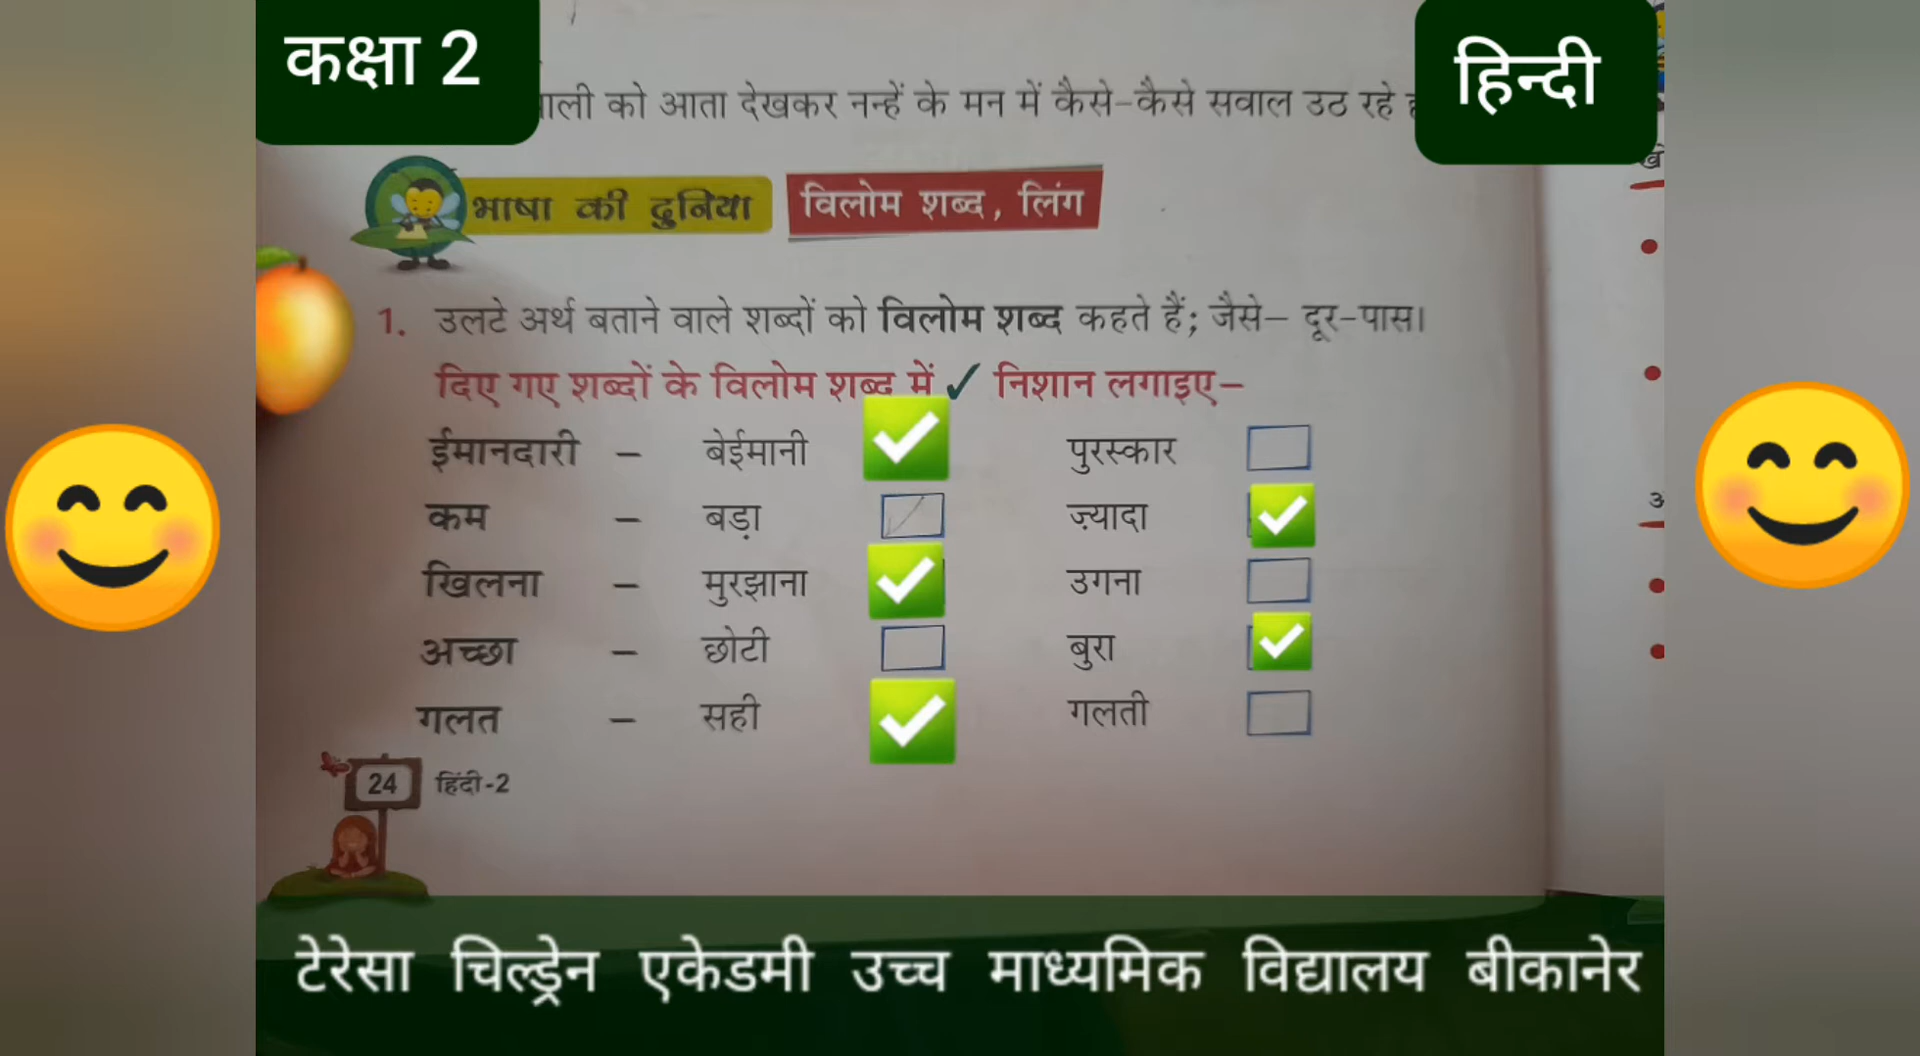 कक्षा 2
हिन्दी
को आता देखकर नन्हें के मन में कैसे-कैसे सवाल उठ रहे
भाषा की दुनिया विलोम शब्द, लिंग
1. उलटे अर्थ बताने वाले शब्दों को विलोम शब्द कहते हैं; जैसे– दूर-पास।
दिए गए शब्दों के विलोम शब्द में ✓ निशान लगाइए–
ईमानदारी – बेईमानी ✅ पुरस्कार
कम – बड़ा ज़्यादा ✅
खिलना – मुरझाना ✅ उगना
अच्छा – छोटी बुरा ✅
गलत – सही ✅ गलती
24 हिंदी-2
टेरेसा चिल्ड्रेन एकेडमी उच्च माध्यमिक विद्यालय बीकानेर